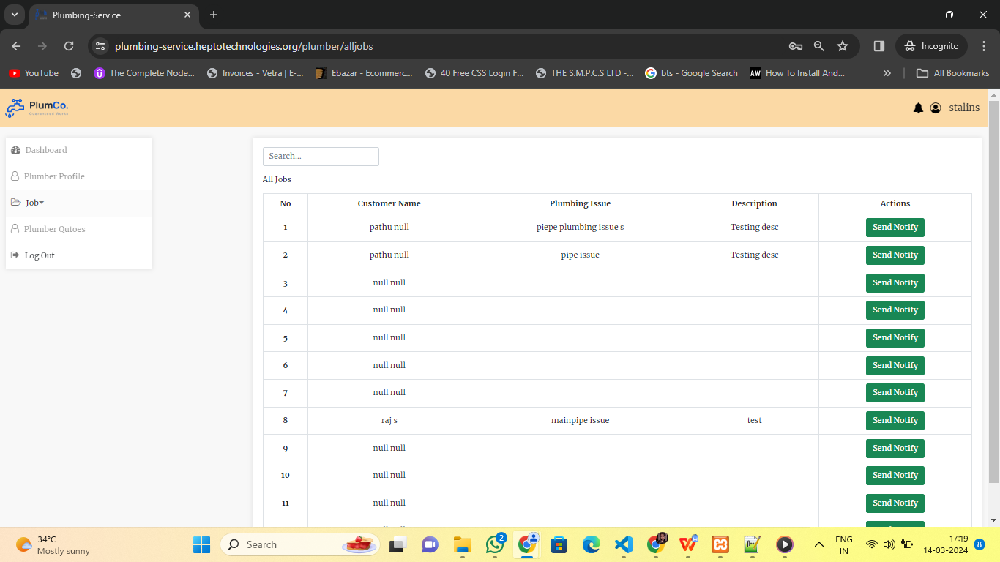 Plumbing-Service
plumbing-service.heptotechnologies.org/plumber/alljobs
Incognito
YouTube
The Complete Node...
Invoices - Vetra | E-...
Ebazar - Ecommerc...
40 Free CSS Login F...
THE S.M.P.C.S LTD -...
bts - Google Search
AW How To Install And...
All Bookmarks
PlumCo.
Guaranteed Works
stalins
Dashboard
Plumber Profile
Job
Plumber Qutoes
Log Out
Search...
All Jobs
No Customer Name Plumbing Issue Description Actions
1 pathu null piepe plumbing issue s Testing desc Send Notify
2 pathu null pipe issue Testing desc Send Notify
3 null null Send Notify
4 null null Send Notify
5 null null Send Notify
6 null null Send Notify
7 null null Send Notify
8 raj s mainpipe issue test Send Notify
9 null null Send Notify
10 null null Send Notify
11 null null Send Notify
34°C
Mostly sunny
Search
2
ENG
IN
17:19
14-03-2024
8